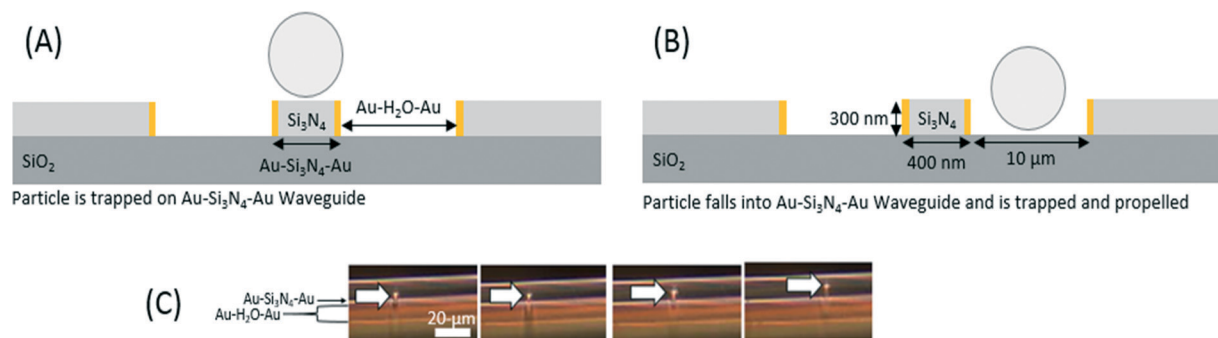 (A)
Au-H₂O-Au
Si₃N₄
SiO₂
Au-Si₃N₄-Au
Particle is trapped on Au-Si₃N₄-Au Waveguide
(B)
300 nm
Si₃N₄
SiO₂
400 nm
10 µm
Particle falls into Au-Si₃N₄-Au Waveguide and is trapped and propelled
(C)
Au-Si₃N₄-Au
Au-H₂O-Au
20-µm